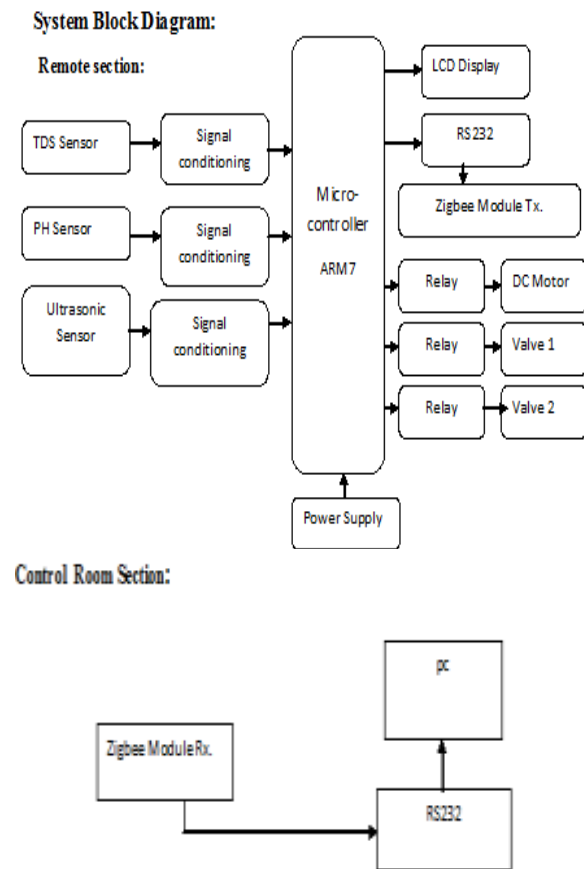 System Block Diagram:
Remote section:
TDS Sensor
Signal
conditioning
PH Sensor
Signal
conditioning
Ultrasonic
Sensor
Signal
conditioning
Micro-
controller
ARM7
Power Supply
LCD Display
RS232
Zigbee Module Tx.
Relay
DC Motor
Relay
Valve 1
Relay
Valve 2
Control Room Section:
Zigbee Module Rx.
RS232
pc